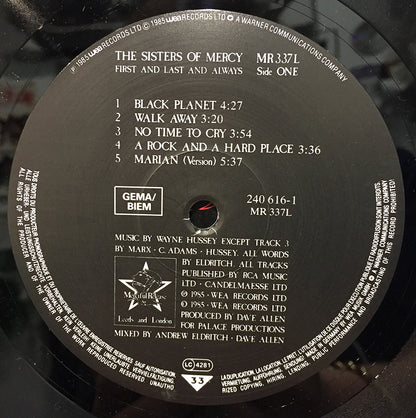 ℗ 1985 WEA RECORDS LTD © 1985 WEA RECORDS LTD A WARNER COMMUNICATIONS COMPANY
THE SISTERS OF MERCY MR 337L
FIRST AND LAST AND ALWAYS Side ONE
1 BLACK PLANET 4:27
2 WALK AWAY 3:20
3 NO TIME TO CRY 3:54
4 A ROCK AND A HARD PLACE 3:36
5 MARIAN (Version) 5:37
GEMA/
BIEM
240 616-1
MR 337L
MUSIC BY WAYNE HUSSEY EXCEPT TRACK 3
BY MARX · C. ADAMS · HUSSEY. ALL WORDS
BY ELDRITCH. ALL TRACKS
PUBLISHED BY RCA MUSIC
LTD · CANDELMAESSE LTD
℗ 1985 · WEA RECORDS LTD
© 1985 · WEA RECORDS LTD
PRODUCED BY DAVE ALLEN
FOR PALACE PRODUCTIONS
MIXED BY ANDREW ELDRITCH · DAVE ALLEN
Merciful Release
Leeds and London
LC 4281
33